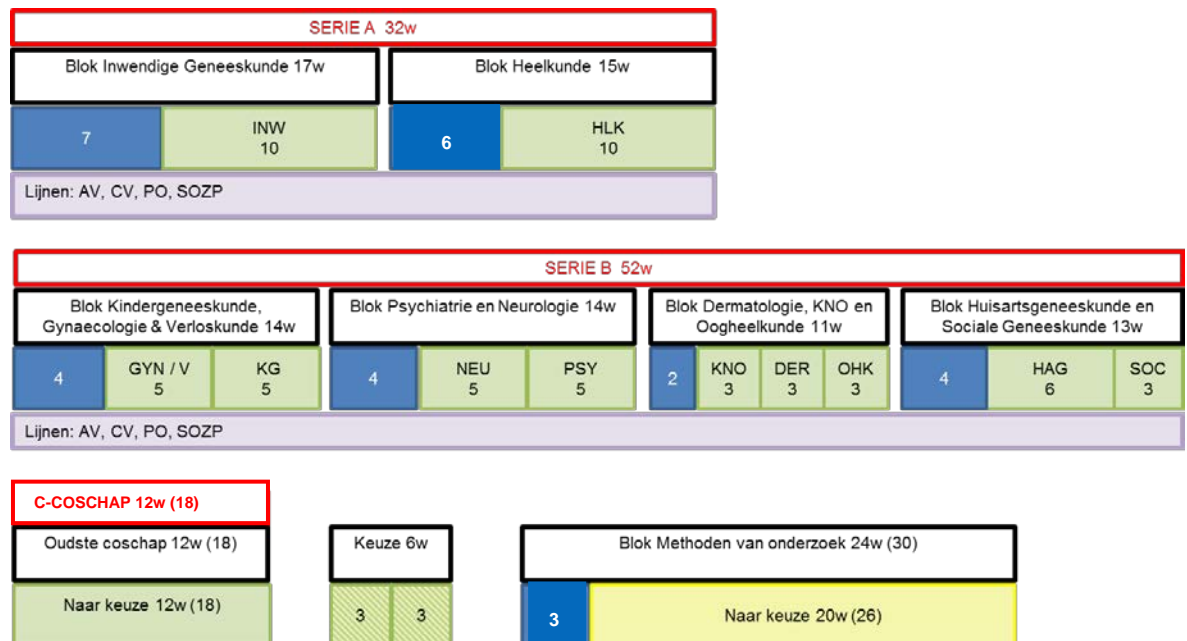 SERIE A 32w
Blok Inwendige Geneeskunde 17w
Blok Heelkunde 15w
7
INW
10
6
HLK
10
Lijnen: AV, CV, PO, SOZP
SERIE B 52w
Blok Kindergeneeskunde,
Gynaecologie & Verloskunde 14w
Blok Psychiatrie en Neurologie 14w
Blok Dermatologie, KNO en
Oogheelkunde 11w
Blok Huisartsgeneeskunde en
Sociale Geneeskunde 13w
4
GYN / V
5
KG
5
4
NEU
5
PSY
5
2
KNO
3
DER
3
OHK
3
4
HAG
6
SOC
3
Lijnen: AV, CV, PO, SOZP
C-COSCHAP 12w (18)
Oudste coschap 12w (18)
Keuze 6w
Blok Methoden van onderzoek 24w (30)
Naar keuze 12w (18)
3
3
3
Naar keuze 20w (26)